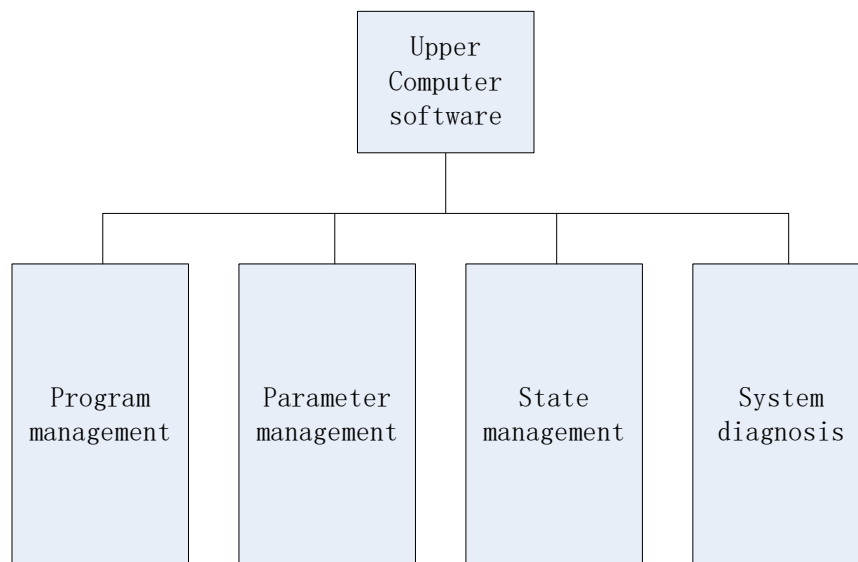 Upper
Computer
software
Program
management
Parameter
management
State
management
System
diagnosis